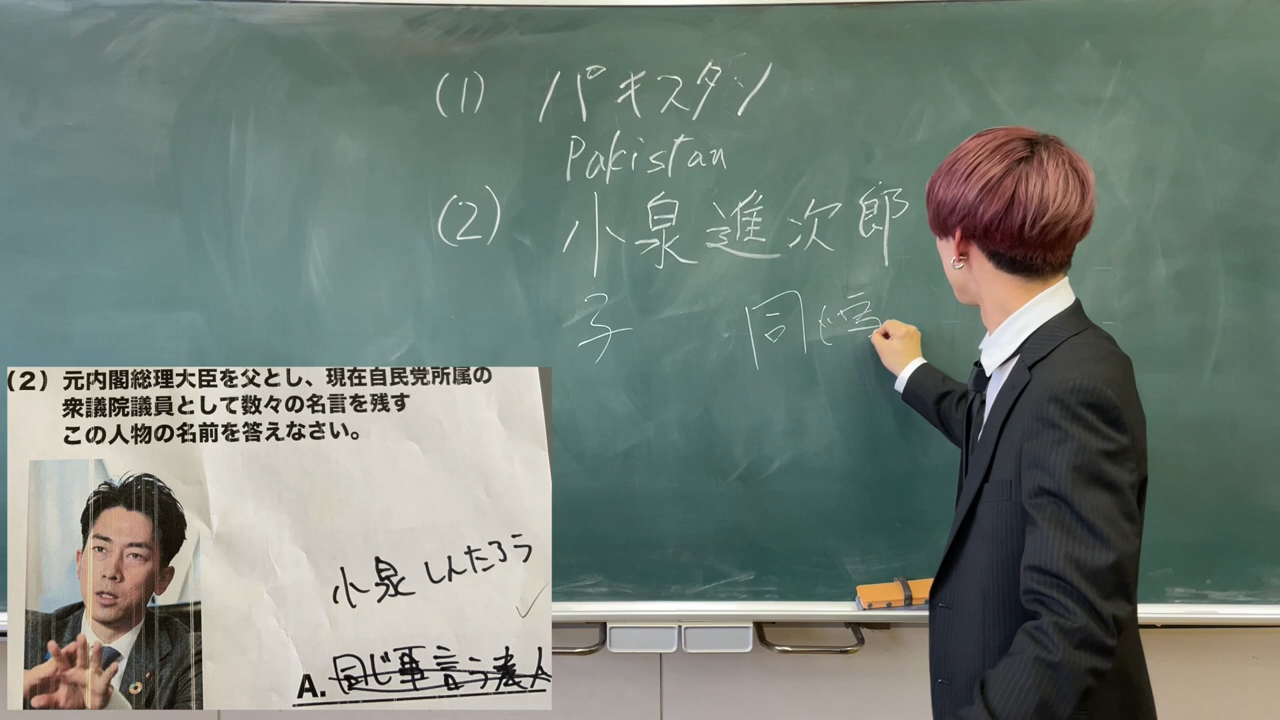 (1) パキスタン
Pakistan
(2) 小泉進次郎
子 同じ
(2) 元内閣総理大臣を父とし、現在自民党所属の
衆議院議員として数々の名言を残す
この人物の名前を答えなさい。
小泉しんたろう
A. 同じ事言う素人